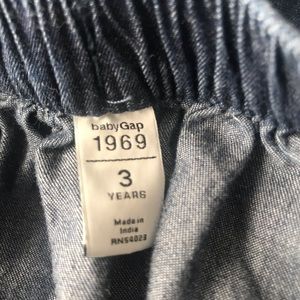 babyGap
1969
3
YEARS
Made in
India
RN54023